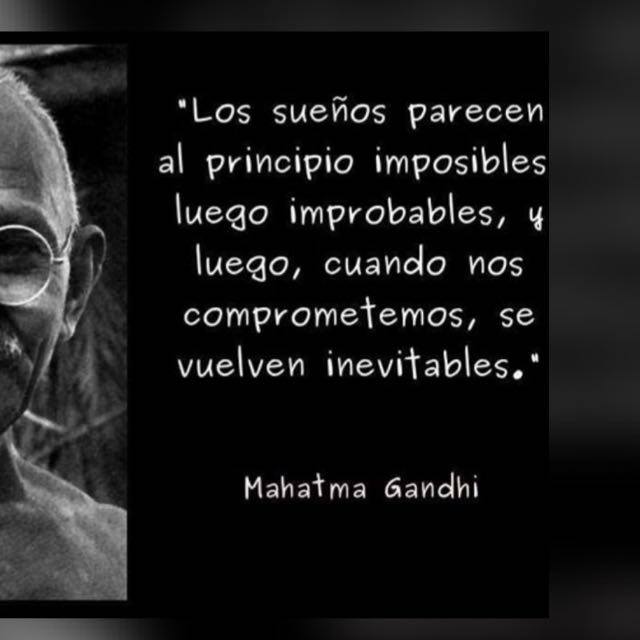 "Los sueños parecen
al principio imposibles
luego improbables, y
luego, cuando nos
comprometemos, se
vuelven inevitables."
Mahatma Gandhi